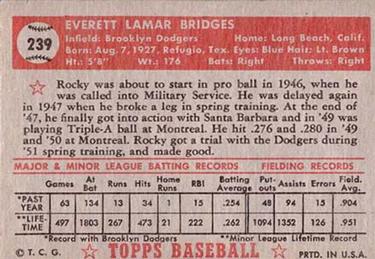 239
EVERETT LAMAR BRIDGES
Infield: Brooklyn Dodgers Home: Long Beach, Calif.
Born: Aug. 7, 1927, Refugio, Tex. Eyes: Blue Hair: Lt. Brown
Ht.: 5'8" Wt.: 176 Bats: Right Throws: Right
Rocky was about to start in pro ball in 1946, when he
was called into Military Service. He was delayed again
in 1947 when he broke a leg in spring training. At the end of
'47, he finally got into action with Santa Barbara and in '49 was
playing Triple-A ball at Montreal. He hit .276 and .280 in '49
and '50 at Montreal. Rocky got a trial with the Dodgers during
'51 spring training, and made good.
MAJOR & MINOR LEAGUE BATTING RECORDS FIELDING RECORDS
Games At Bat Runs Hits Home Runs RBI Batting Average Put-outs Assists Errors Field. Avg.
*PAST YEAR 63 134 13 34 1 15 .254 48 94 15 .904
**LIFE-TIME 497 1803 263 473 21 222 .262 1094 1352 126 .951
*Record with Brooklyn Dodgers **Minor League Lifetime Record
© T. C. G. TOPPS BASEBALL PRTD. IN U.S.A.